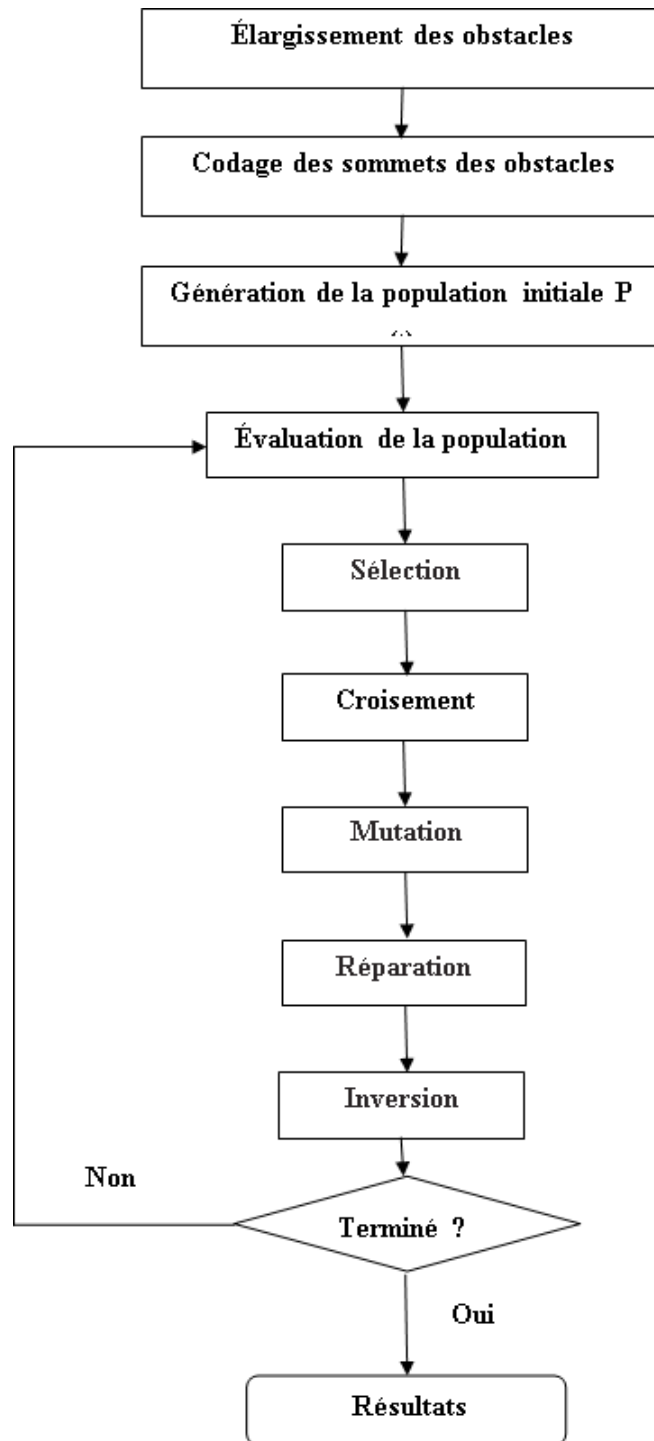 Élargissement des obstacles
Codage des sommets des obstacles
Génération de la population initiale P
Évaluation de la population
Sélection
Croisement
Mutation
Réparation
Inversion
Non
Terminé ?
Oui
Résultats